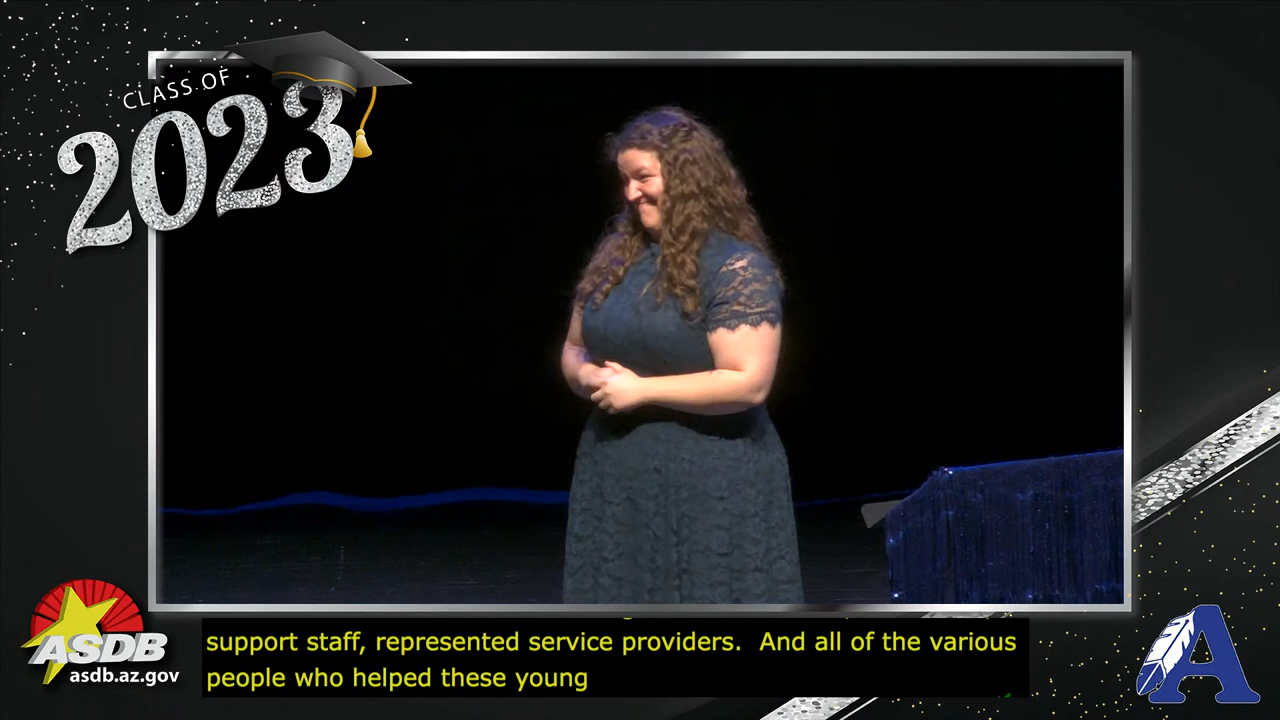 CLASS OF
2023
support staff, represented service providers.  And all of the various
people who helped these young
ASDB
asdb.az.gov
A